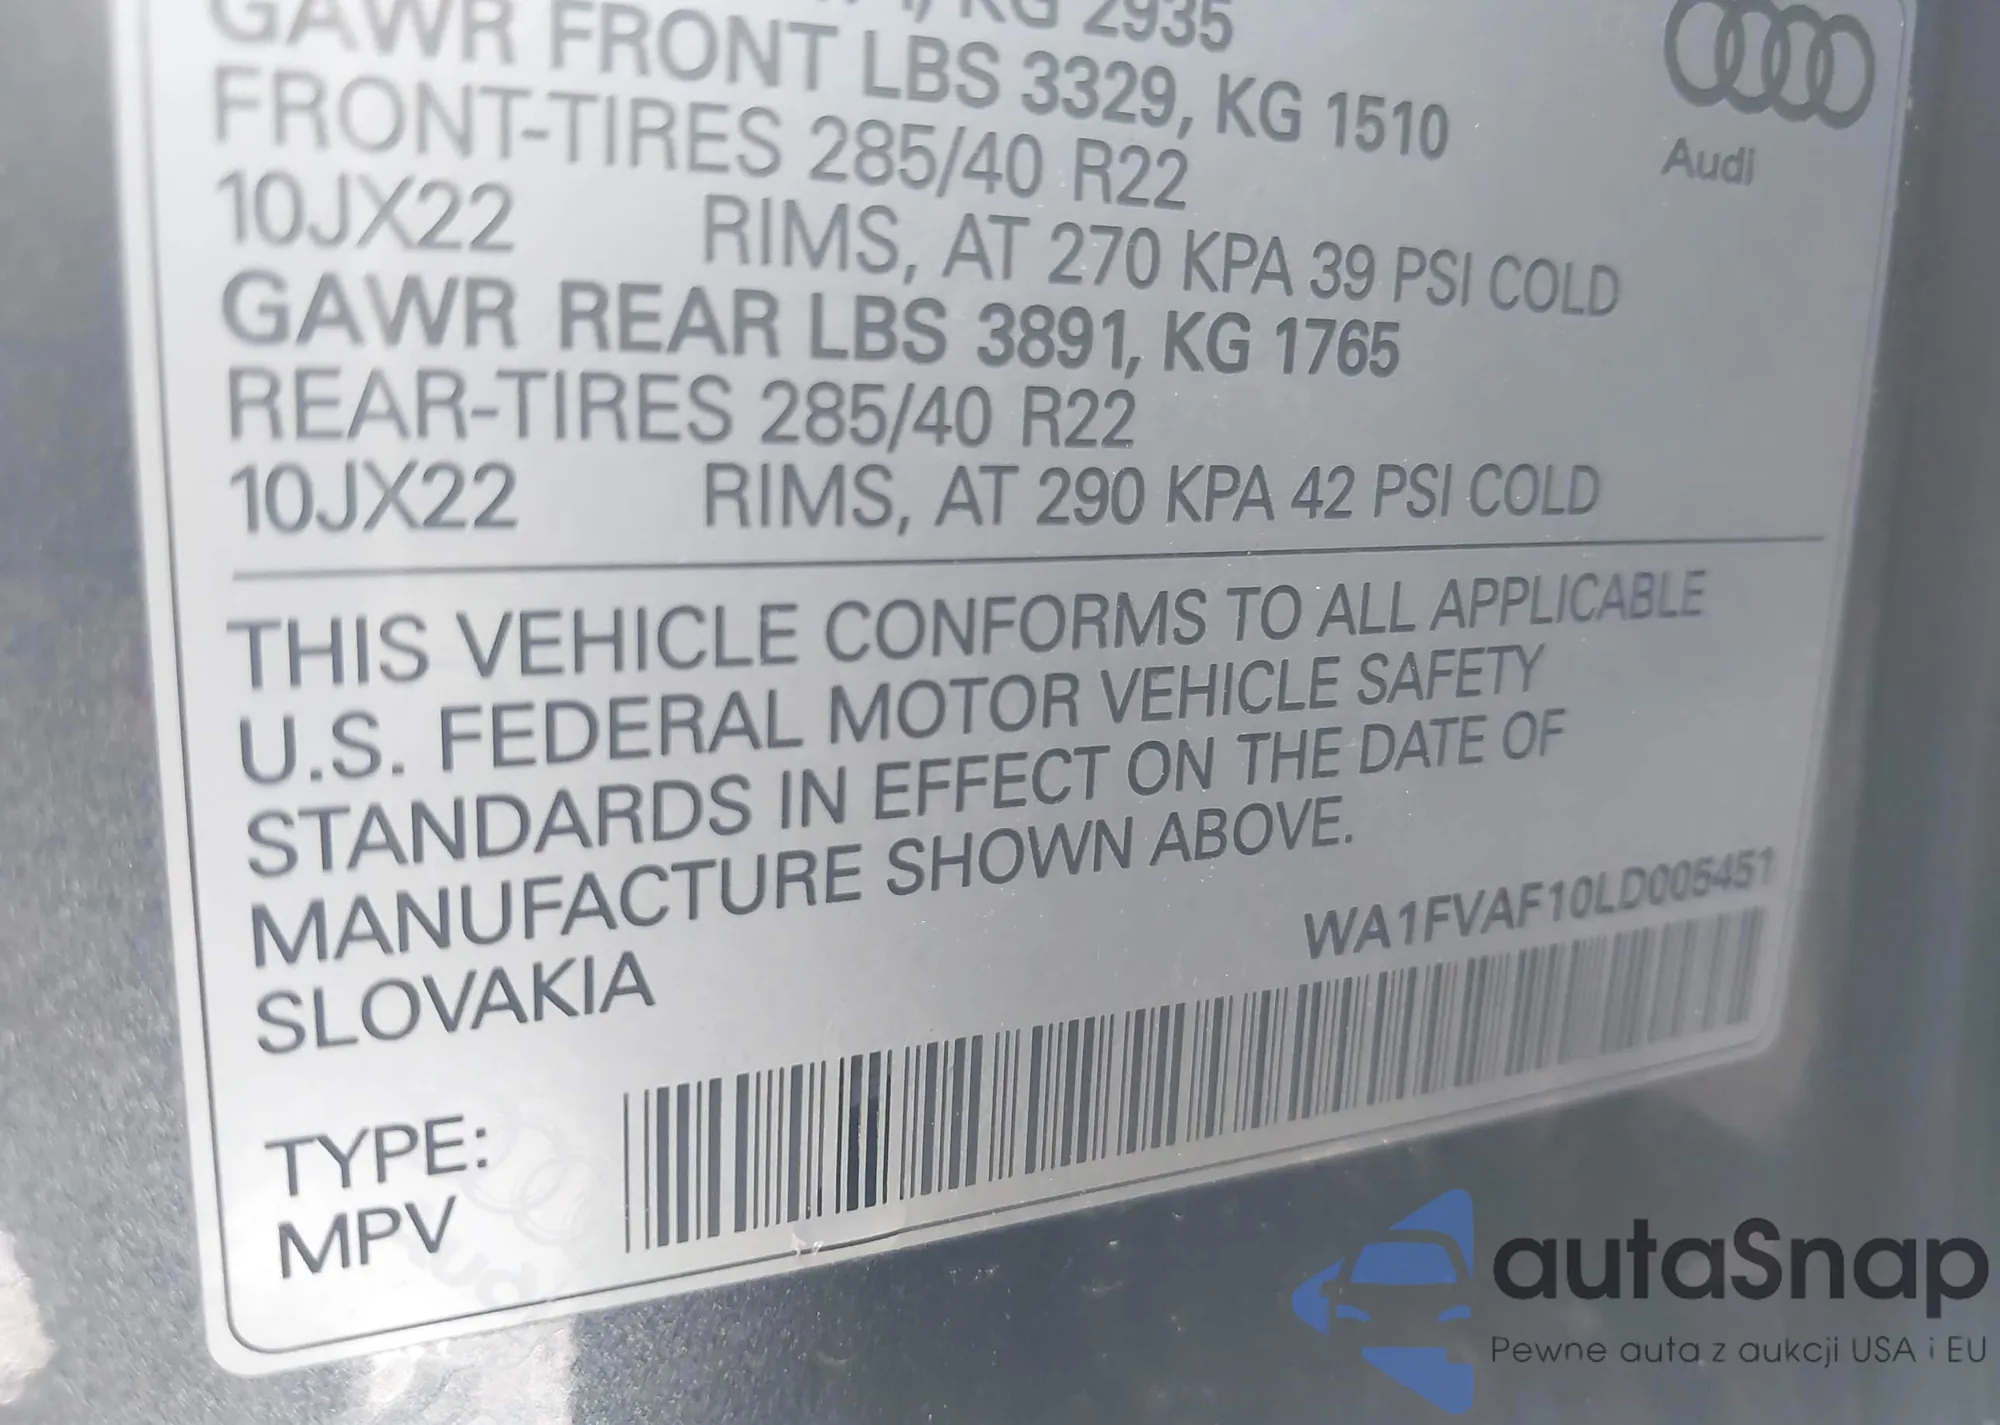 KG 2935
GAWR FRONT LBS 3329, KG 1510
FRONT-TIRES 285/40 R22
10JX22 RIMS, AT 270 KPA 39 PSI COLD
GAWR REAR LBS 3891, KG 1765
REAR-TIRES 285/40 R22
10JX22 RIMS, AT 290 KPA 42 PSI COLD
Audi
THIS VEHICLE CONFORMS TO ALL APPLICABLE
U.S. FEDERAL MOTOR VEHICLE SAFETY
STANDARDS IN EFFECT ON THE DATE OF
MANUFACTURE SHOWN ABOVE.
SLOVAKIA
WA1FVAF10LD005451
TYPE:
MPV
autaSnap
Pewne auta z aukcji USA i EU